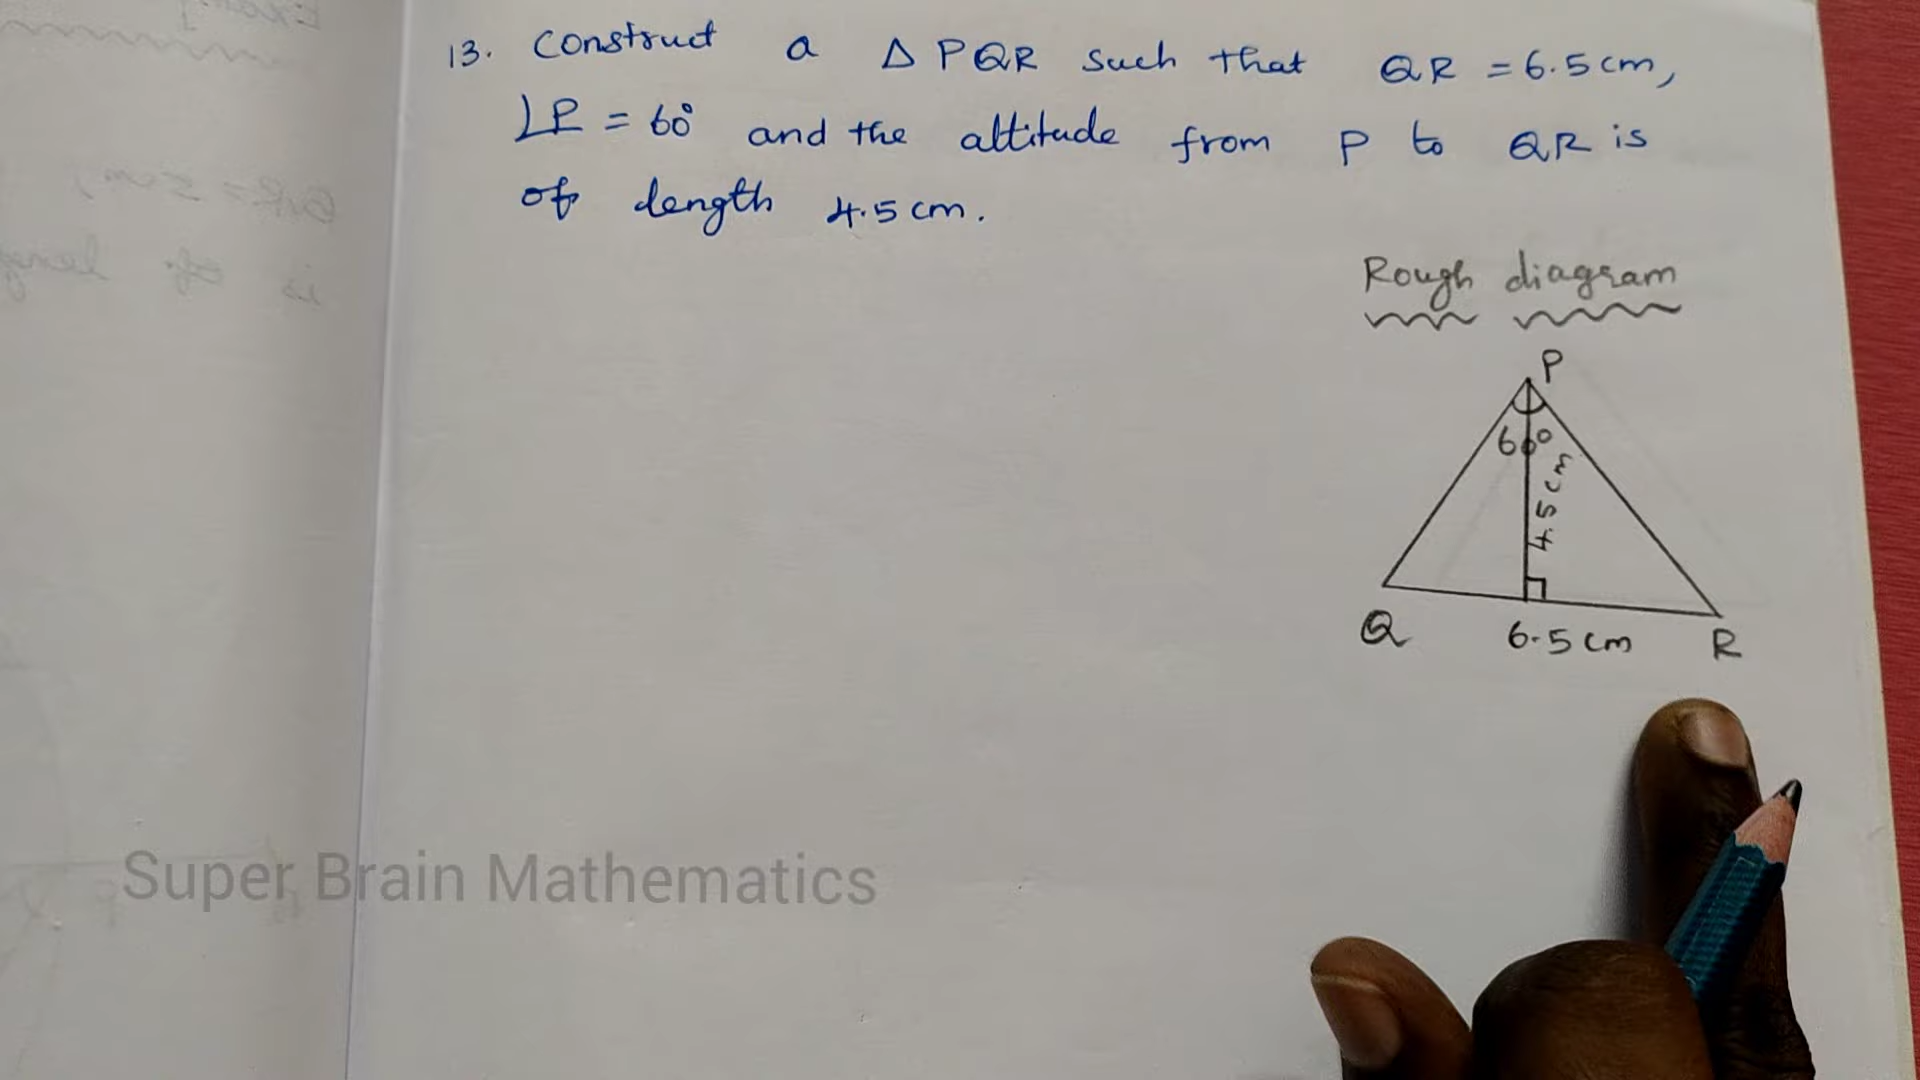 13. Construct a Δ PQR such that QR = 6.5 cm,
∠P = 60° and the altitude from P to QR is
of length 4.5 cm.
Rough diagram
P
60°
4.5 cm
Q 6.5 cm R
Super Brain Mathematics